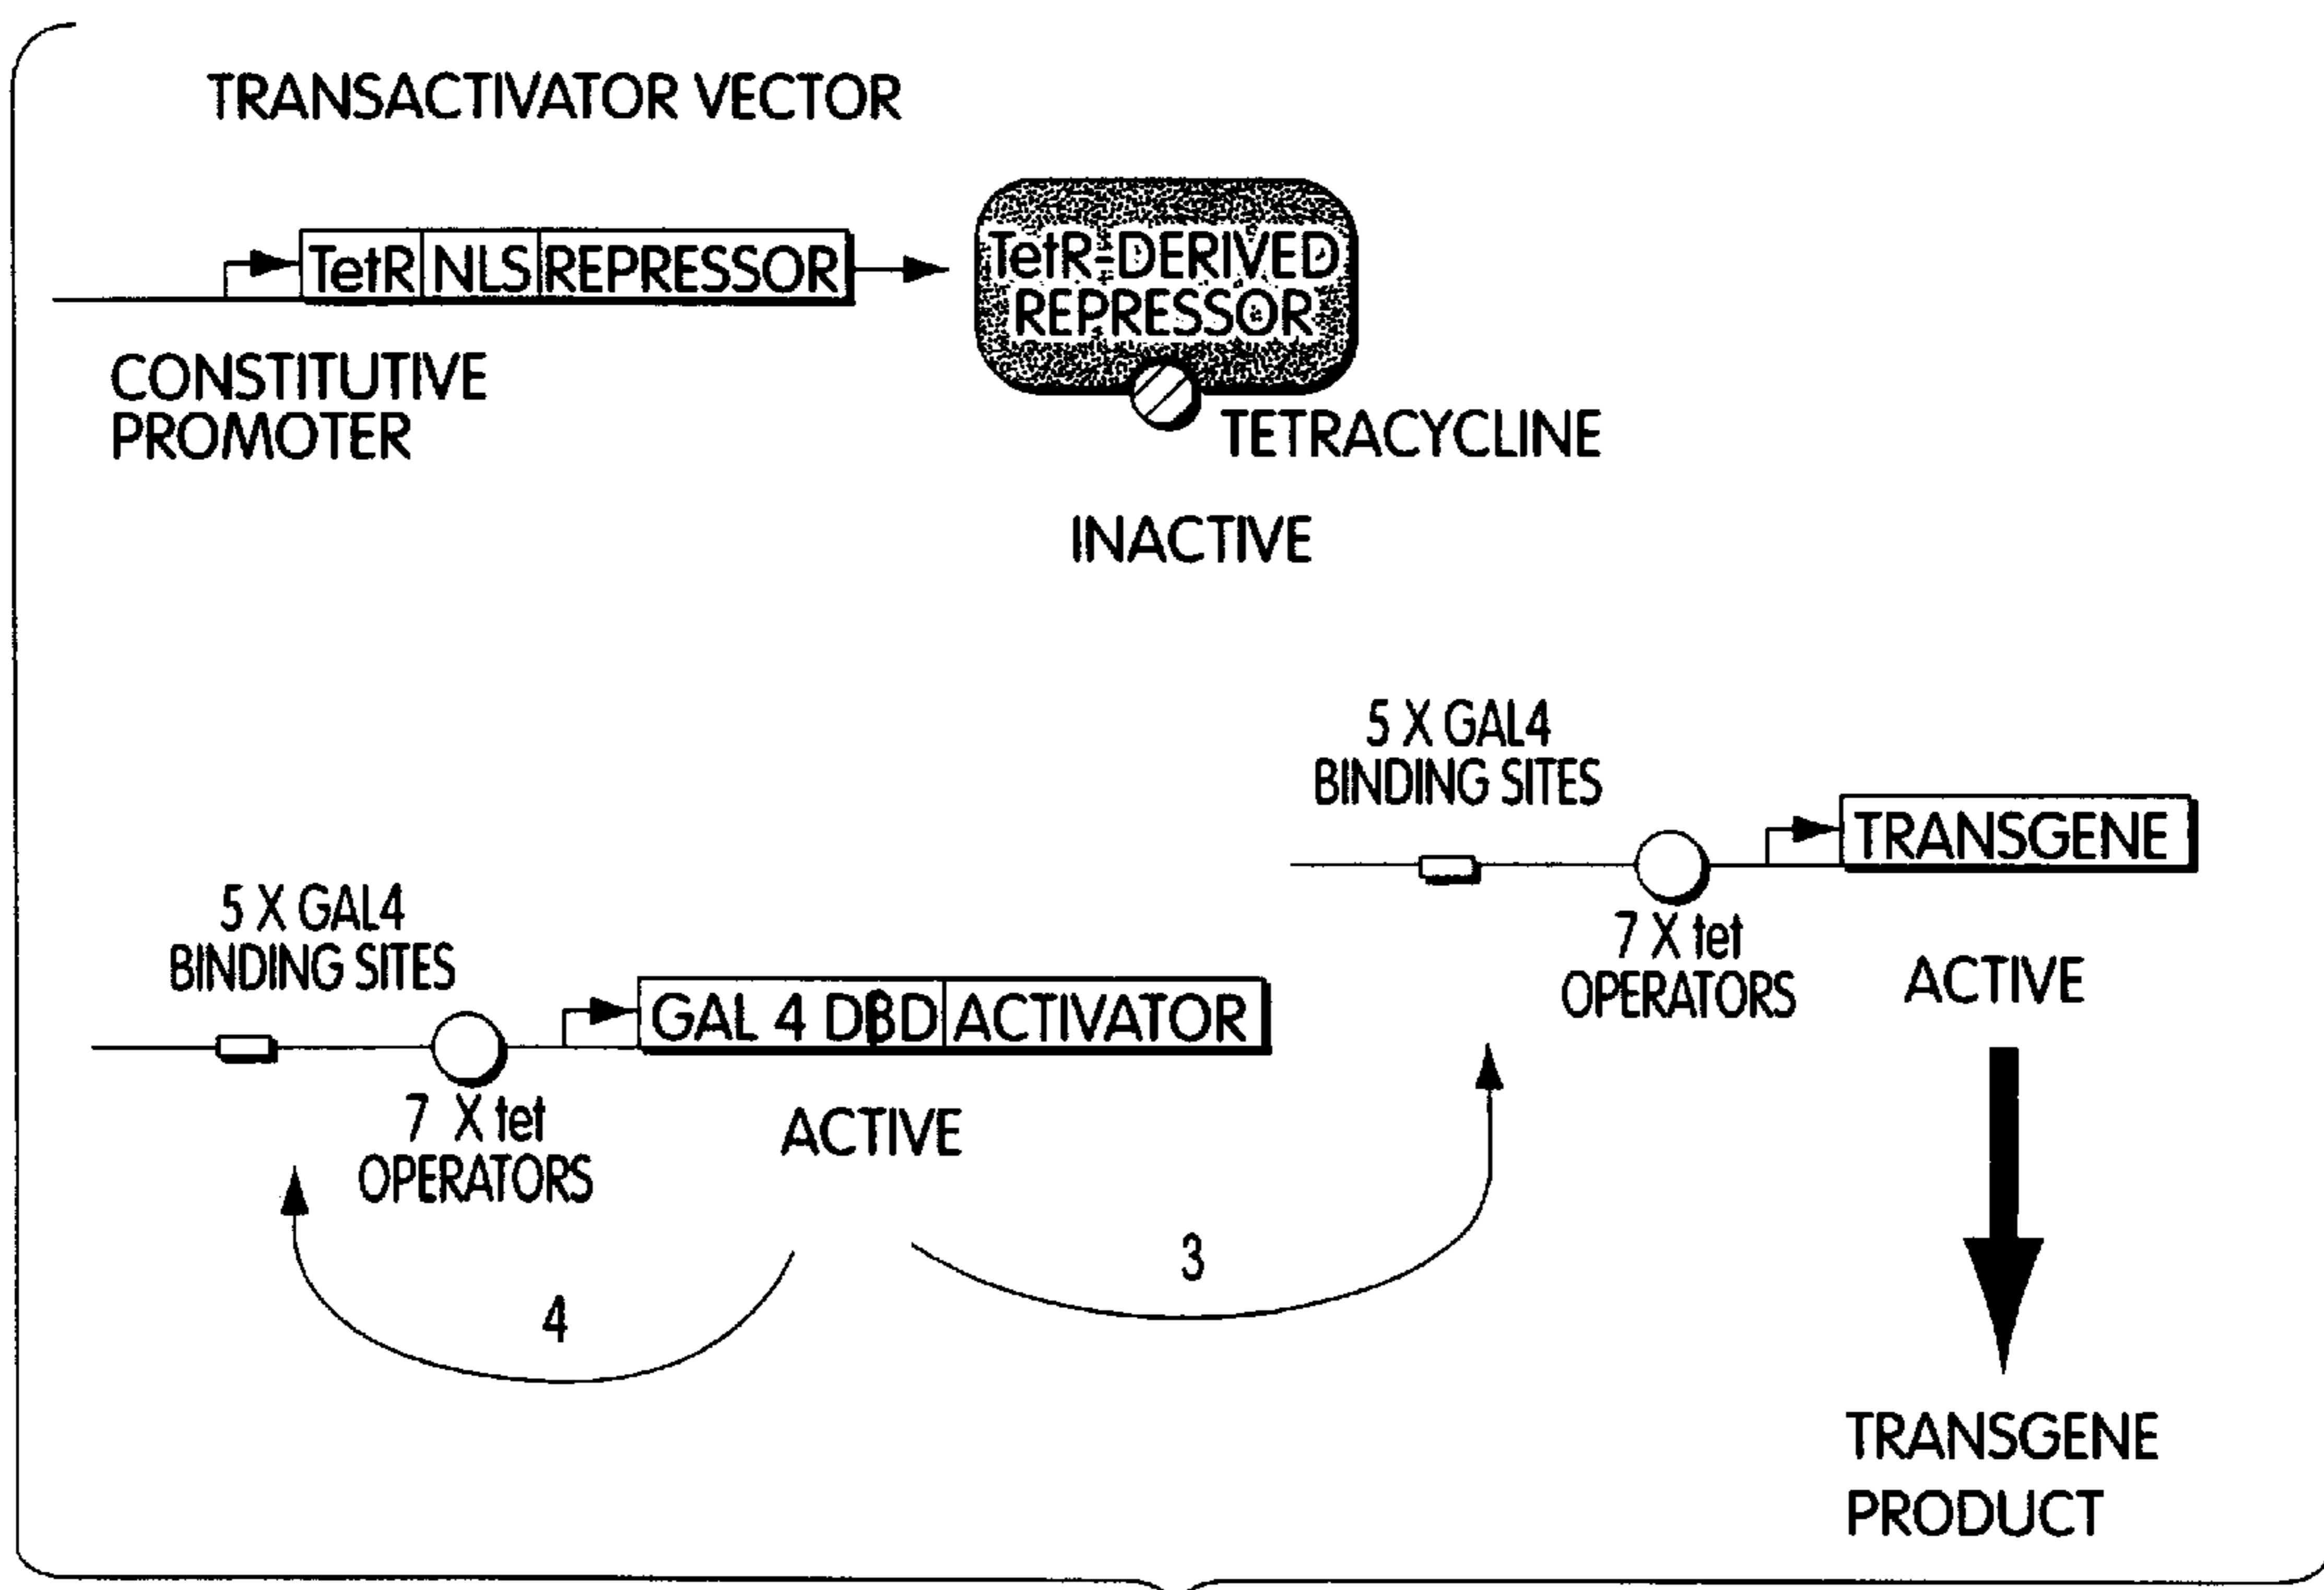 TRANSACTIVATOR VECTOR
TetR NLS REPRESSOR
TetR-DERIVED
REPRESSOR
CONSTITUTIVE
PROMOTER
TETRACYCLINE
INACTIVE
5 X GAL4
BINDING SITES
TRANSGENE
7 X tet
OPERATORS
ACTIVE
5 X GAL4
BINDING SITES
GAL 4 DBD ACTIVATOR
7 X tet
OPERATORS
ACTIVE
3
4
TRANSGENE
PRODUCT